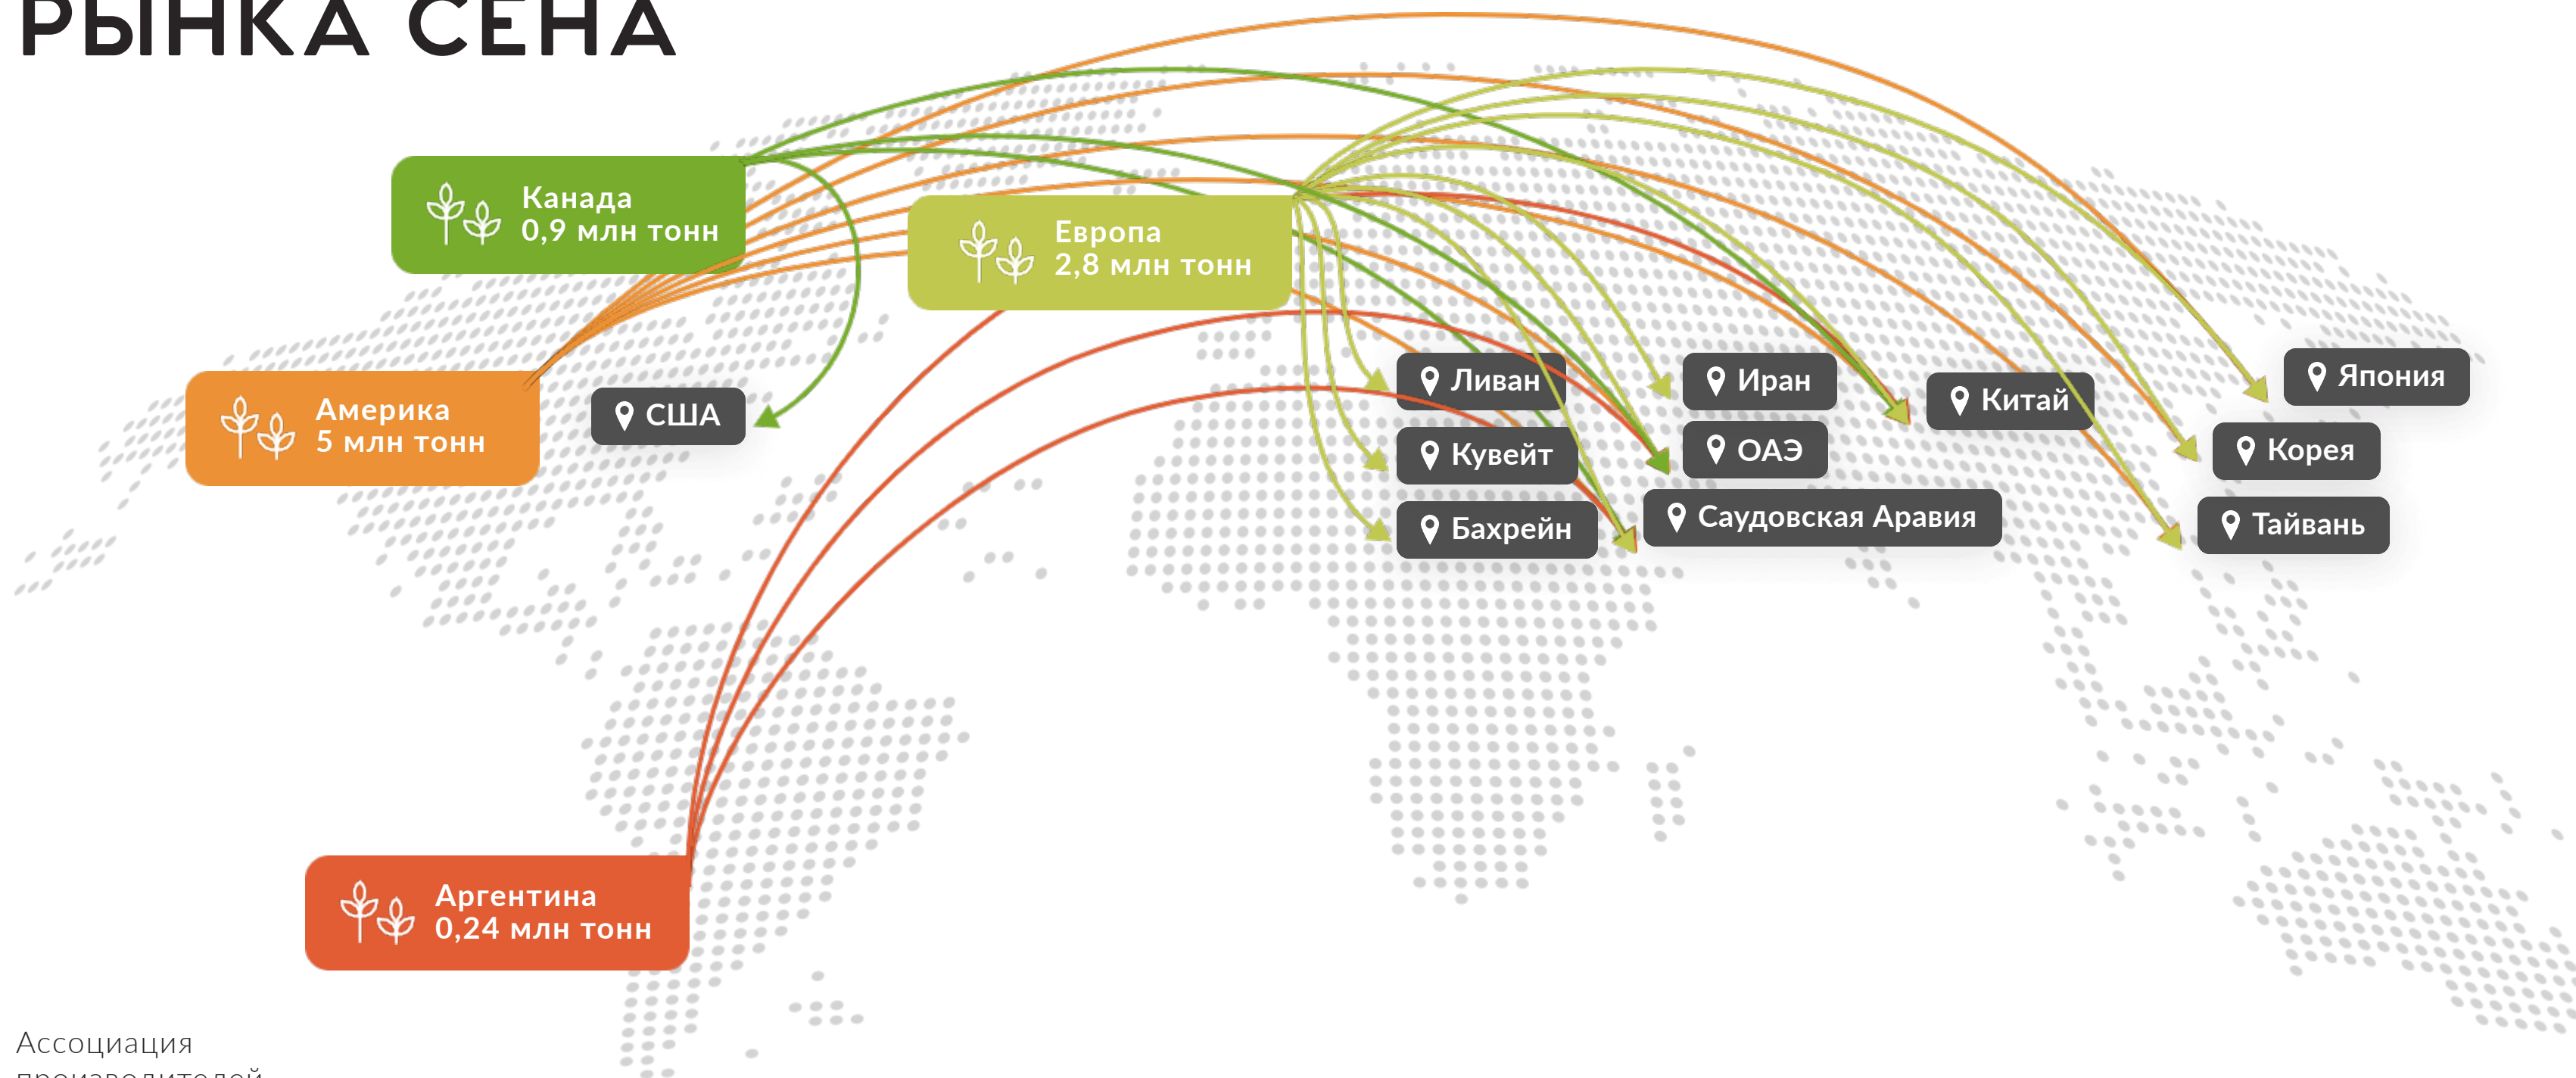 РЫНКА СЕНА
Канада
0,9 млн тонн
Европа
2,8 млн тонн
Америка
5 млн тонн
США
Ливан
Иран
Китай
Япония
Кувейт
ОАЭ
Корея
Бахрейн
Саудовская Аравия
Тайвань
Аргентина
0,24 млн тонн
Ассоциация
производителей